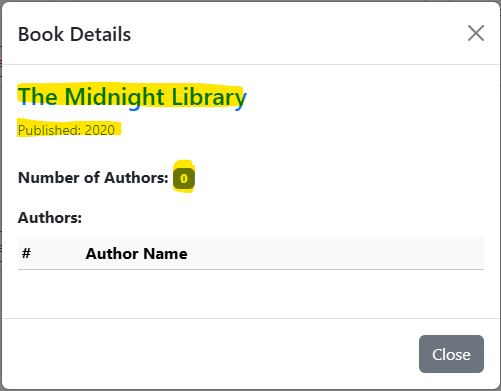 Book Details
The Midnight Library
Published: 2020
Number of Authors: 0
Authors:
# Author Name
Close